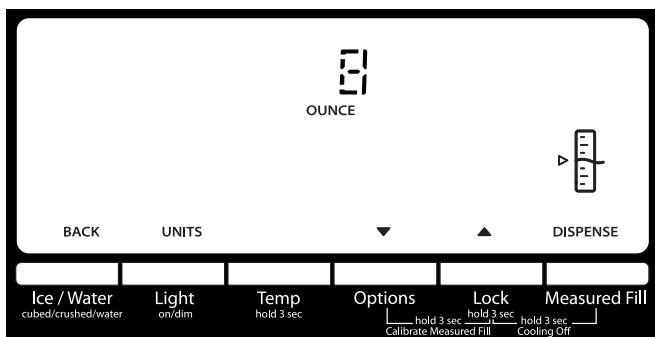 8
OUNCE
BACK UNITS ▼ ▲ DISPENSE
Ice / Water Light Temp Options Lock Measured Fill
cubed/crushed/water on/dim hold 3 sec hold 3 sec
hold 3 sec hold 3 sec
Calibrate Measured Fill Cooling Off